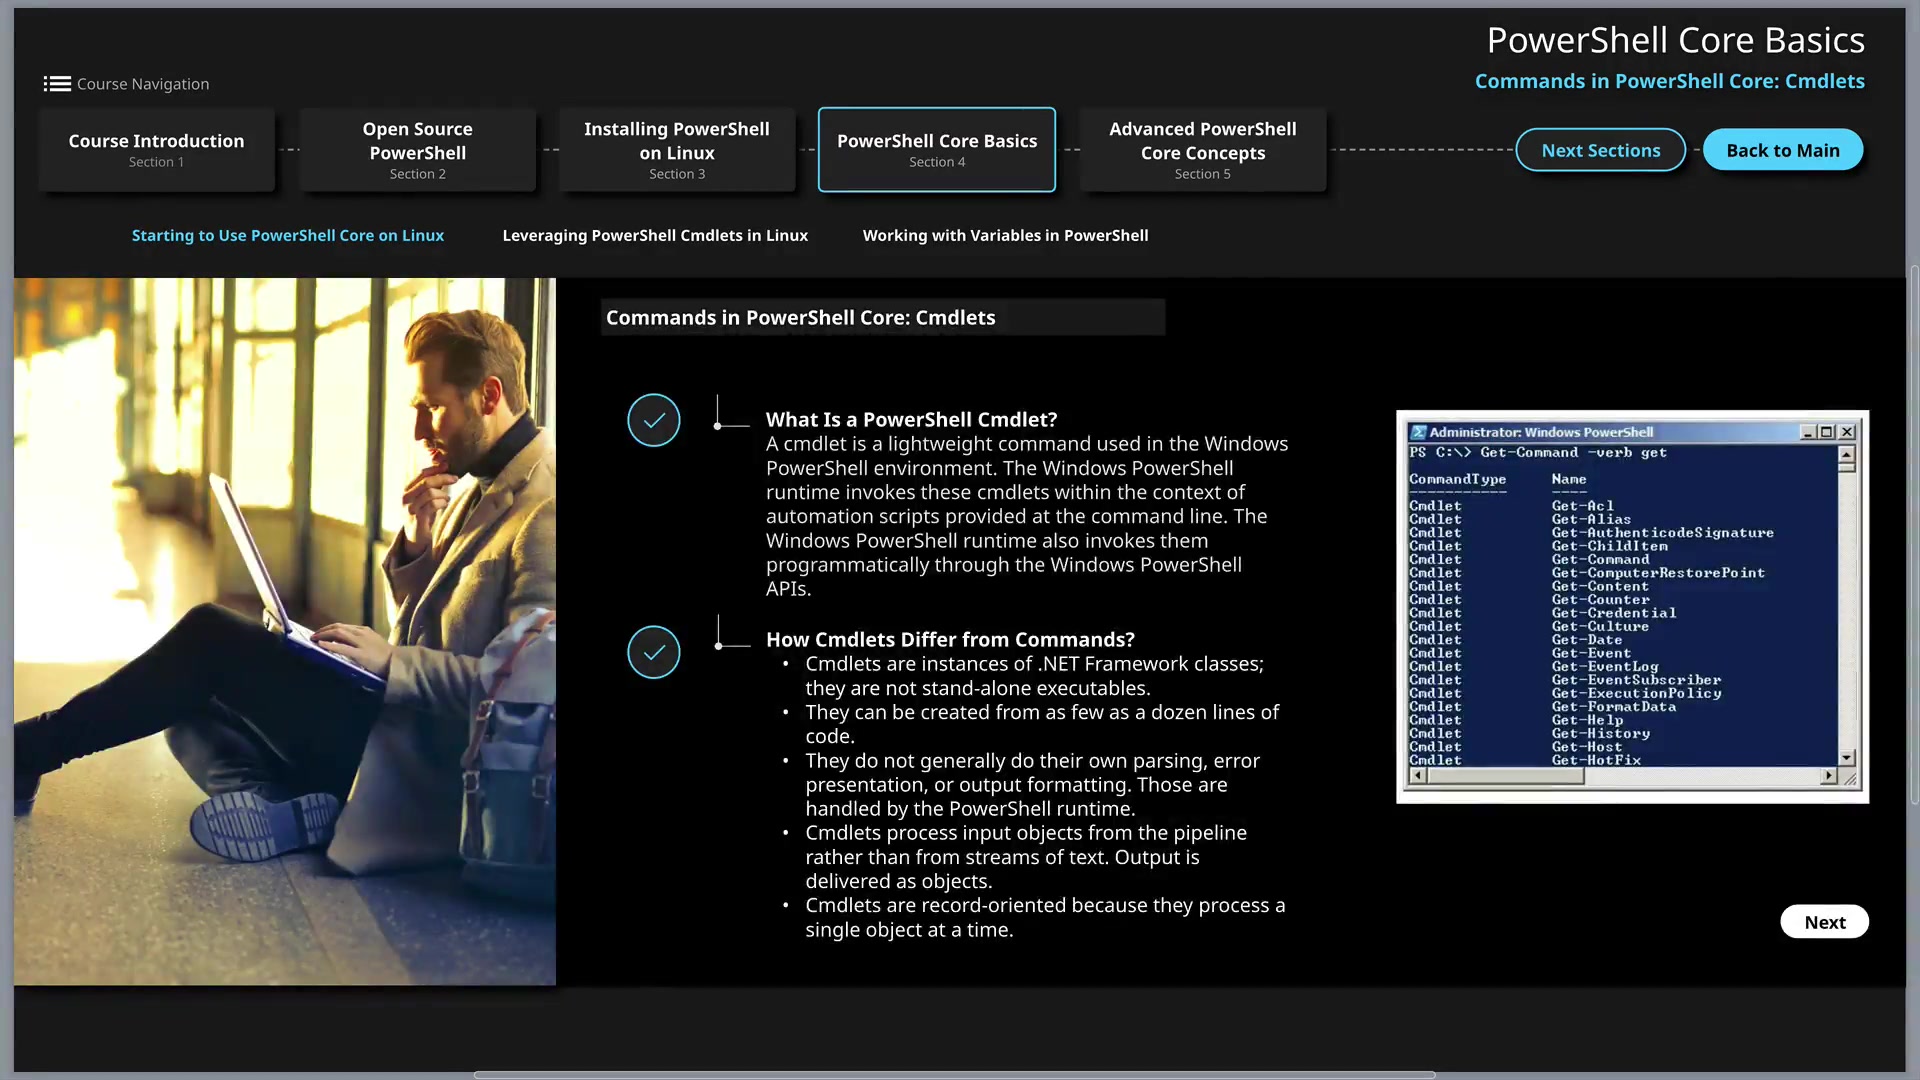 PowerShell Core Basics
Commands in PowerShell Core: Cmdlets
Course Navigation
Course Introduction
Section 1
Open Source
PowerShell
Section 2
Installing PowerShell
on Linux
Section 3
PowerShell Core Basics
Section 4
Advanced PowerShell
Core Concepts
Section 5
Next Sections
Back to Main
Starting to Use PowerShell Core on Linux
Leveraging PowerShell Cmdlets in Linux
Working with Variables in PowerShell
Commands in PowerShell Core: Cmdlets
What Is a PowerShell Cmdlet?
A cmdlet is a lightweight command used in the Windows
PowerShell environment. The Windows PowerShell
runtime invokes these cmdlets within the context of
automation scripts provided at the command line. The
Windows PowerShell runtime also invokes them
programmatically through the Windows PowerShell
APIs.
How Cmdlets Differ from Commands?
• Cmdlets are instances of .NET Framework classes;
they are not stand-alone executables.
• They can be created from as few as a dozen lines of
code.
• They do not generally do their own parsing, error
presentation, or output formatting. Those are
handled by the PowerShell runtime.
• Cmdlets process input objects from the pipeline
rather than from streams of text. Output is
delivered as objects.
• Cmdlets are record-oriented because they process a
single object at a time.
Administrator: Windows PowerShell
PS C:\> Get-Command -verb get
CommandType Name
----------- ----
Cmdlet Get-Acl
Cmdlet Get-Alias
Cmdlet Get-AuthenticodeSignature
Cmdlet Get-ChildItem
Cmdlet Get-Command
Cmdlet Get-ComputerRestorePoint
Cmdlet Get-Content
Cmdlet Get-Counter
Cmdlet Get-Credential
Cmdlet Get-Culture
Cmdlet Get-Date
Cmdlet Get-Event
Cmdlet Get-EventLog
Cmdlet Get-EventSubscriber
Cmdlet Get-ExecutionPolicy
Cmdlet Get-FormatData
Cmdlet Get-Help
Cmdlet Get-History
Cmdlet Get-Host
Cmdlet Get-HotFix
Next